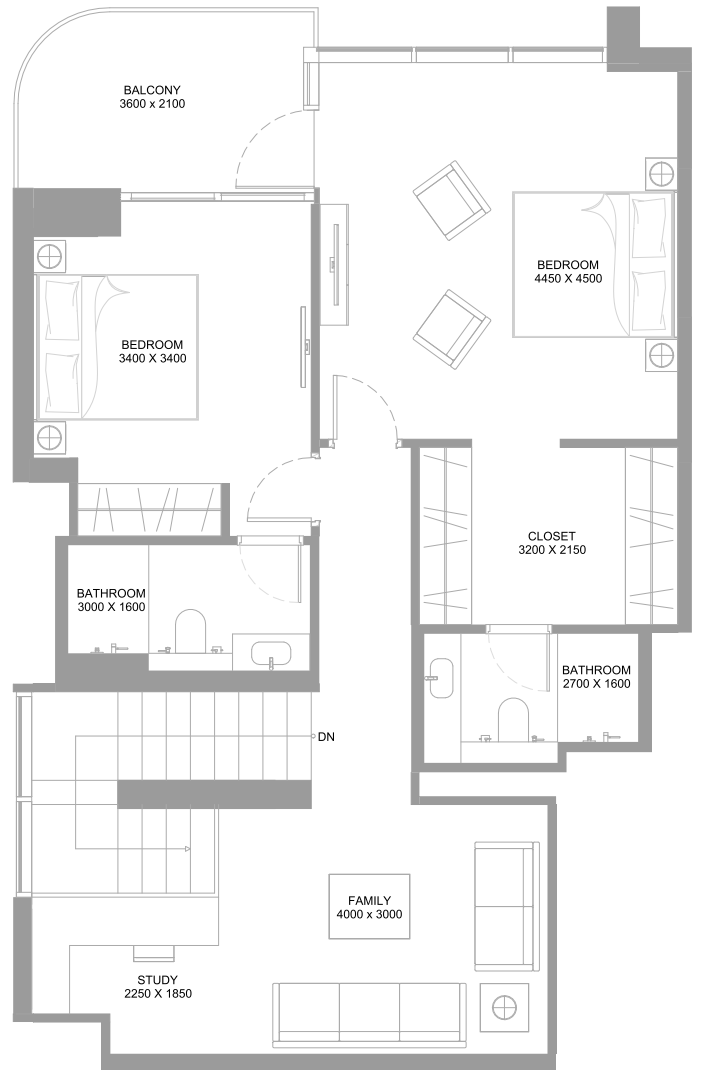 BALCONY
3600 x 2100
BEDROOM
4450 X 4500
BEDROOM
3400 X 3400
CLOSET
3200 X 2150
BATHROOM
3000 X 1600
BATHROOM
2700 X 1600
DN
FAMILY
4000 x 3000
STUDY
2250 X 1850